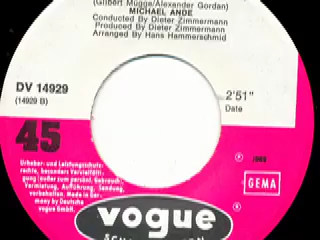 (Gilbert Mugge/Alexander Gordan)
MICHAEL ANDE
Conducted By Dieter Zimmermann
Produced By Dieter Zimmermann
Arranged By Hans Hammerschmid
DV 14929
(14929 B)
2'51"
Date
45
Urheber- und Leistungsschutz-
rechte, besonders Vervielfälti-
gung (außer zum persönl. Gebrauch),
Vermietung, Aufführung, Sendung,
vorbehalten. Made in Ger-
many by Deutsche
vogue GmbH.
P 1969
GEMA
vogue